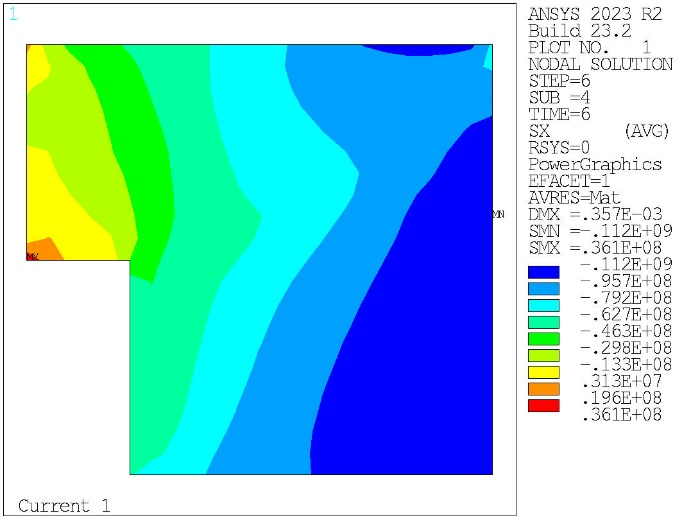 1
ANSYS 2023 R2
Build 23.2
PLOT NO.   1
NODAL SOLUTION
STEP=6
SUB =4
TIME=6
SX       (AVG)
RSYS=0
PowerGraphics
EFACET=1
AVRES=Mat
DMX =.357E-03
SMN =-.112E+09
SMX =.361E+08
-.112E+09
-.957E+08
-.792E+08
-.627E+08
-.463E+08
-.298E+08
-.133E+08
.313E+07
.196E+08
.361E+08
MN
MX
Current 1